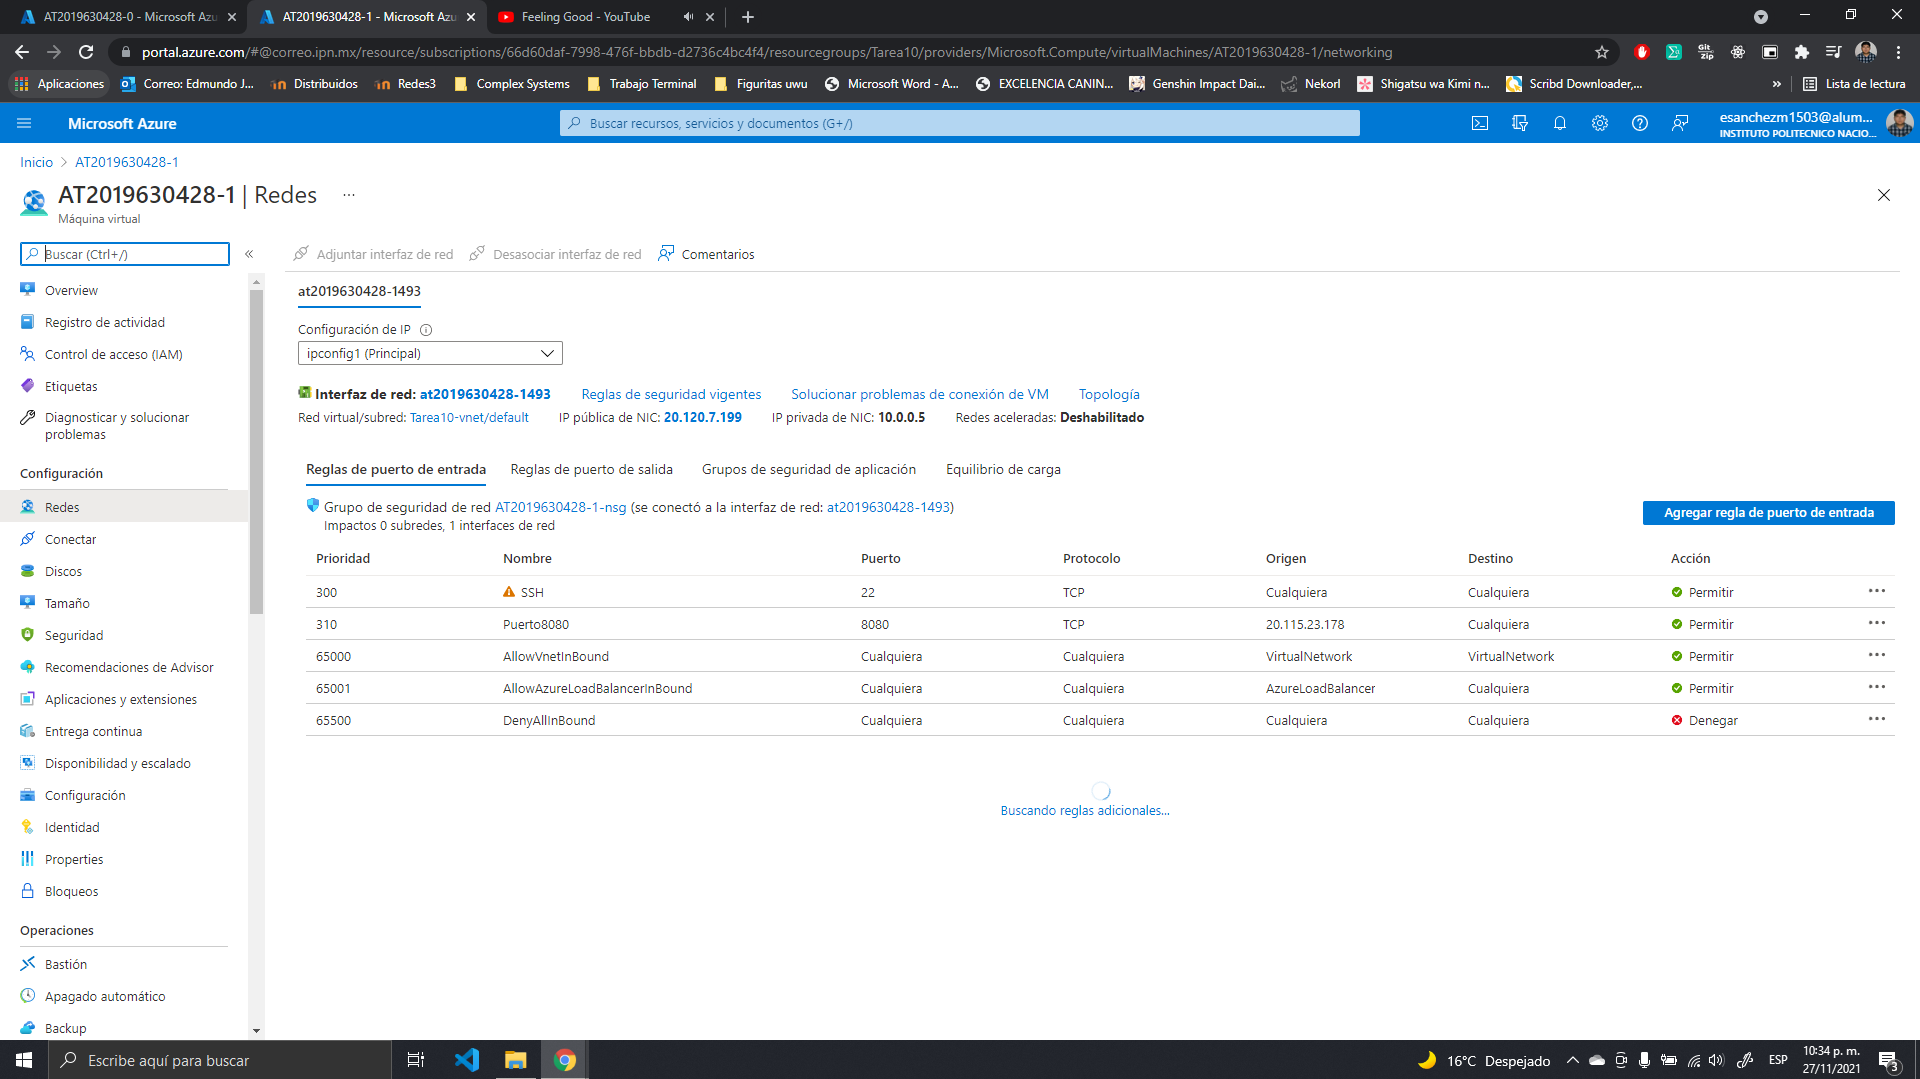 AT2019630428-0 - Microsoft Azu
AT2019630428-1 - Microsoft Azu
Feeling Good - YouTube
portal.azure.com/#@correo.ipn.mx/resource/subscriptions/66d60daf-7998-476f-bbdb-d2736c4bc4f4/resourcegroups/Tarea10/providers/Microsoft.Compute/virtualMachines/AT2019630428-1/networking
Aplicaciones
Correo: Edmundo J...
Distribuidos
Redes3
Complex Systems
Trabajo Terminal
Figuritas uwu
Microsoft Word - A...
EXCELENCIA CANIN...
Genshin Impact Dai...
Nekorl
Shigatsu wa Kimi n...
Scribd Downloader,...
»
Lista de lectura
Microsoft Azure
Buscar recursos, servicios y documentos (G+/)
esanchezm1503@alum...
INSTITUTO POLITECNICO NACIO...
Inicio > AT2019630428-1
AT2019630428-1 | Redes ...
Máquina virtual
Buscar (Ctrl+/)
«
Adjuntar interfaz de red
Desasociar interfaz de red
Comentarios
Overview
Registro de actividad
Control de acceso (IAM)
Etiquetas
Diagnosticar y solucionar
problemas
Configuración
Redes
Conectar
Discos
Tamaño
Seguridad
Recomendaciones de Advisor
Aplicaciones y extensiones
Entrega continua
Disponibilidad y escalado
Configuración
Identidad
Properties
Bloqueos
Operaciones
Bastión
Apagado automático
Backup
at2019630428-1493
Configuración de IP
ipconfig1 (Principal)
Interfaz de red: at2019630428-1493 Reglas de seguridad vigentes Solucionar problemas de conexión de VM Topología
Red virtual/subred: Tarea10-vnet/default IP pública de NIC: 20.120.7.199 IP privada de NIC: 10.0.0.5 Redes aceleradas: Deshabilitado
Reglas de puerto de entrada Reglas de puerto de salida Grupos de seguridad de aplicación Equilibrio de carga
Grupo de seguridad de red AT2019630428-1-nsg (se conectó a la interfaz de red: at2019630428-1493)
Impactos 0 subredes, 1 interfaces de red
Agregar regla de puerto de entrada
Prioridad Nombre Puerto Protocolo Origen Destino Acción
300 SSH 22 TCP Cualquiera Cualquiera Permitir
310 Puerto8080 8080 TCP 20.115.23.178 Cualquiera Permitir
65000 AllowVnetInBound Cualquiera Cualquiera VirtualNetwork VirtualNetwork Permitir
65001 AllowAzureLoadBalancerInBound Cualquiera Cualquiera AzureLoadBalancer Cualquiera Permitir
65500 DenyAllInBound Cualquiera Cualquiera Cualquiera Cualquiera Denegar
Buscando reglas adicionales...
Escribe aquí para buscar
16°C Despejado
ESP
10:34 p. m.
27/11/2021
3